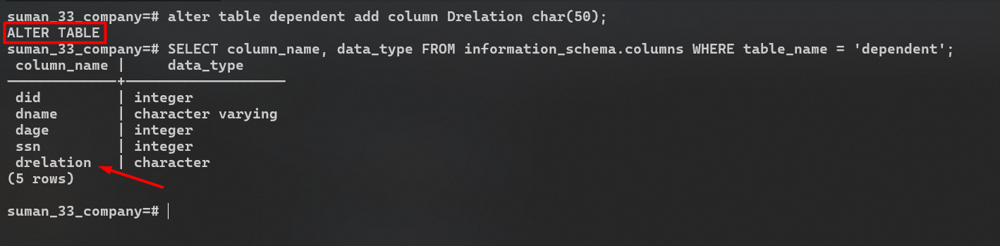 suman_33_company=# alter table dependent add column Drelation char(50);
ALTER TABLE
suman_33_company=# SELECT column_name, data_type FROM information_schema.columns WHERE table_name = 'dependent';
 column_name |     data_type
-------------+-------------------
 did         | integer
 dname       | character varying
 dage        | integer
 ssn         | integer
 drelation   | character
(5 rows)
suman_33_company=#